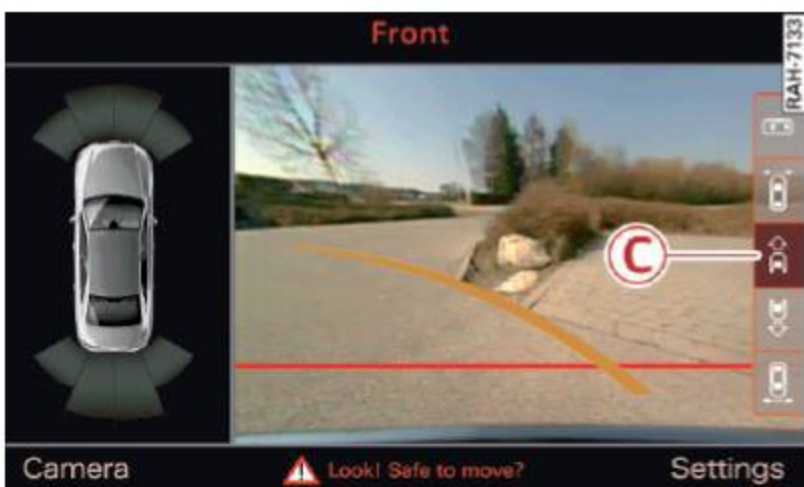 Front
RAH-7133
C
Camera
Look! Safe to move?
Settings